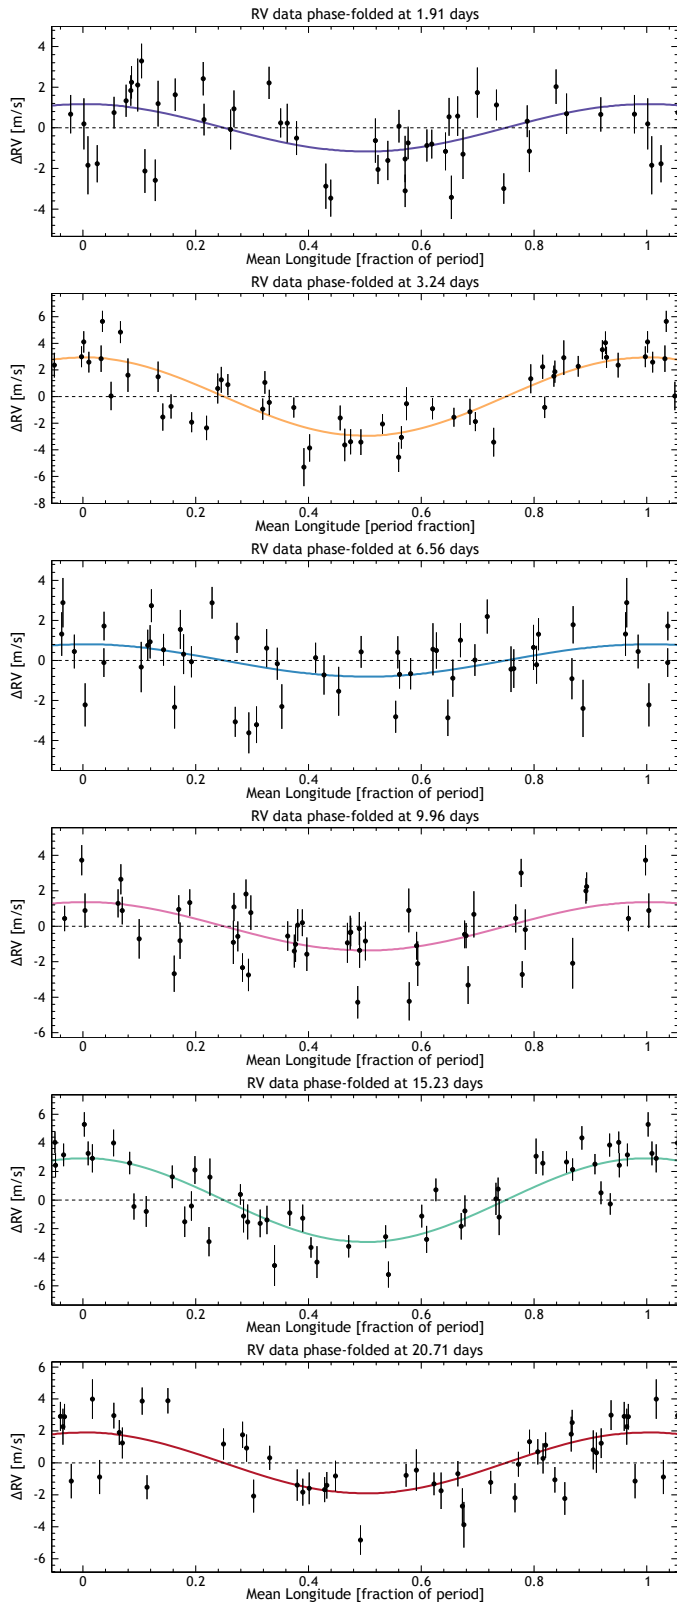 RV data phase-folded at 1.91 days
4
2
0
-2
-4
ΔRV [m/s]
0 0.2 0.4 0.6 0.8 1
Mean Longitude [fraction of period]
RV data phase-folded at 3.24 days
6
4
2
0
-2
-4
-6
-8
ΔRV [m/s]
0 0.2 0.4 0.6 0.8 1
Mean Longitude [period fraction]
RV data phase-folded at 6.56 days
4
2
0
-2
-4
ΔRV [m/s]
0 0.2 0.4 0.6 0.8 1
Mean Longitude [fraction of period]
RV data phase-folded at 9.96 days
4
2
0
-2
-4
-6
ΔRV [m/s]
0 0.2 0.4 0.6 0.8 1
Mean Longitude [fraction of period]
RV data phase-folded at 15.23 days
6
4
2
0
-2
-4
-6
ΔRV [m/s]
0 0.2 0.4 0.6 0.8 1
Mean Longitude [fraction of period]
RV data phase-folded at 20.71 days
6
4
2
0
-2
-4
-6
ΔRV [m/s]
0 0.2 0.4 0.6 0.8 1
Mean Longitude [fraction of period]